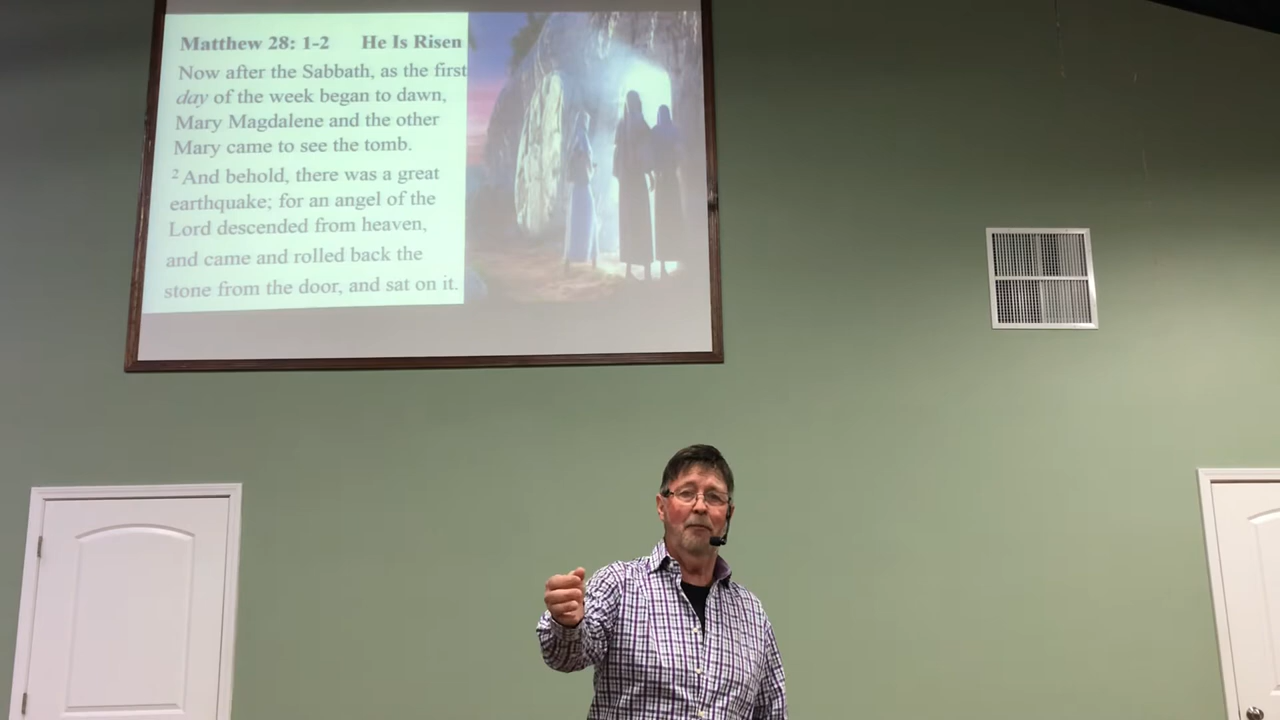 Matthew 28: 1-2 He Is Risen
Now after the Sabbath, as the first
day of the week began to dawn,
Mary Magdalene and the other
Mary came to see the tomb.
2 And behold, there was a great
earthquake; for an angel of the
Lord descended from heaven,
and came and rolled back the
stone from the door, and sat on it.